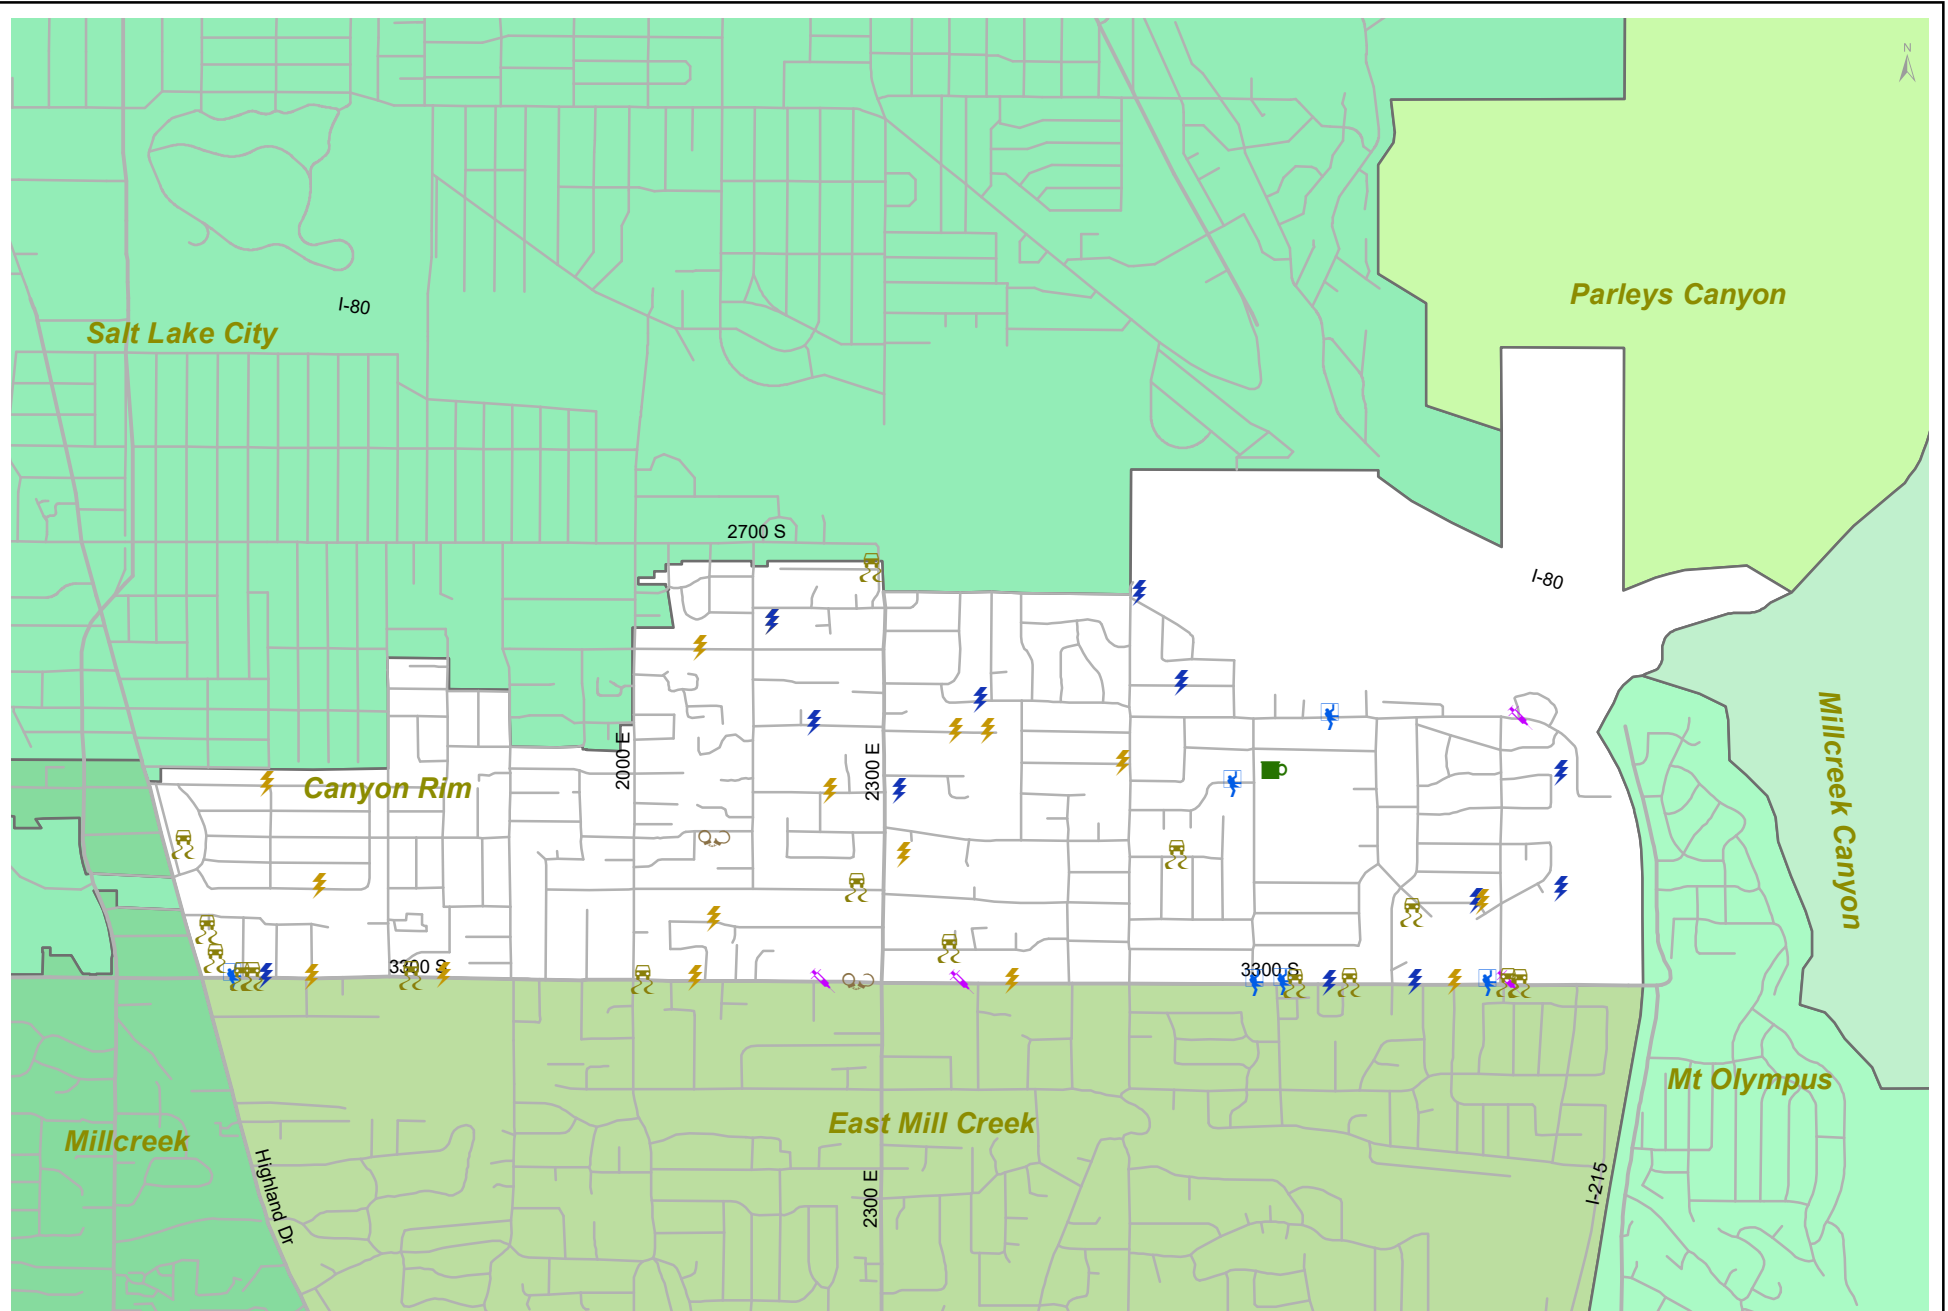 N
Parleys Canyon
I-80
Salt Lake City
2700 S
I-80
2000 E
2300 E
Canyon Rim
Millcreek Canyon
3300 S
3300 S
Mt Olympus
East Mill Creek
Millcreek
Highland Dr
2300 E
I-215